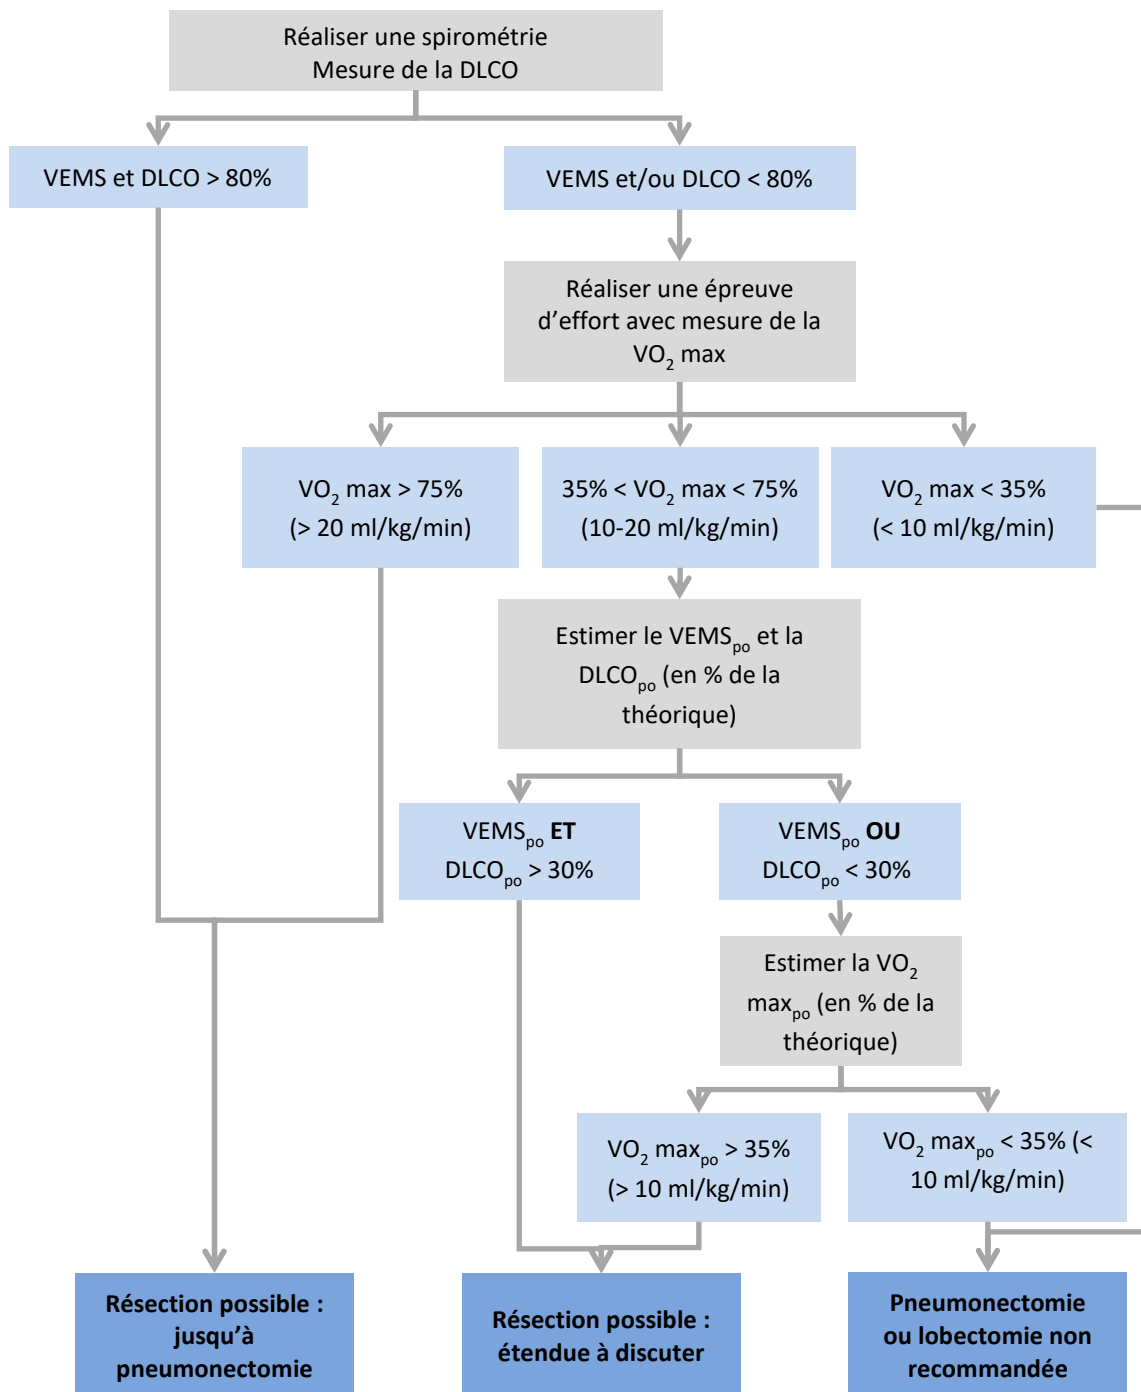 Réaliser une spirométrie
Mesure de la DLCO
VEMS et DLCO > 80%
VEMS et/ou DLCO < 80%
Réaliser une épreuve
d’effort avec mesure de la
VO₂ max
VO₂ max > 75%
(> 20 ml/kg/min)
35% < VO₂ max < 75%
(10-20 ml/kg/min)
VO₂ max < 35%
(< 10 ml/kg/min)
Estimer le VEMSpo et la
DLCOpo (en % de la
théorique)
VEMSpo ET
DLCOpo > 30%
VEMSpo OU
DLCOpo < 30%
Estimer la VO₂
maxpo (en % de la
théorique)
VO₂ maxpo > 35%
(> 10 ml/kg/min)
VO₂ maxpo < 35% (<
10 ml/kg/min)
Résection possible :
jusqu’à
pneumonectomie
Résection possible :
étendue à discuter
Pneumonectomie
ou lobectomie non
recommandée